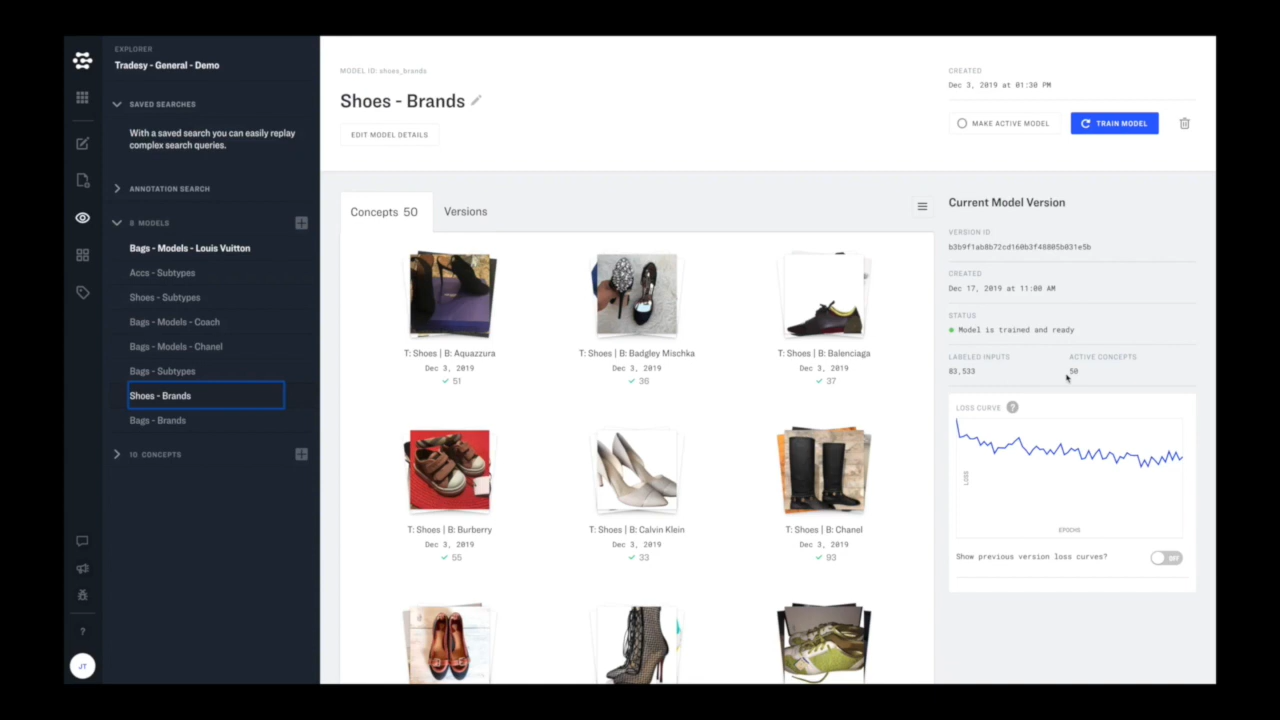 EXPLORER
Tradesy - General - Demo
SAVED SEARCHES
With a saved search you can easily replay
complex search queries.
ANNOTATION SEARCH
8 MODELS
Bags - Models - Louis Vuitton
Accs - Subtypes
Shoes - Subtypes
Bags - Models - Coach
Bags - Models - Chanel
Bags - Subtypes
Shoes - Brands
Bags - Brands
10 CONCEPTS
?
JT
MODEL ID: shoes_brands
Shoes - Brands
EDIT MODEL DETAILS
CREATED
Dec 3, 2019 at 01:30 PM
MAKE ACTIVE MODEL
TRAIN MODEL
Concepts 50
Versions
T: Shoes | B: Aquazzura
Dec 3, 2019
51
T: Shoes | B: Badgley Mischka
Dec 3, 2019
36
T: Shoes | B: Balenciaga
Dec 3, 2019
37
T: Shoes | B: Burberry
Dec 3, 2019
55
T: Shoes | B: Calvin Klein
Dec 3, 2019
33
T: Shoes | B: Chanel
Dec 3, 2019
93
Current Model Version
VERSION ID
b3b9f1ab8b72cd160b3f48805b031e5b
CREATED
Dec 17, 2019 at 11:00 AM
STATUS
Model is trained and ready
LABELED INPUTS
83,533
ACTIVE CONCEPTS
50
LOSS CURVE ?
LOSS
EPOCHS
Show previous version loss curves?
OFF